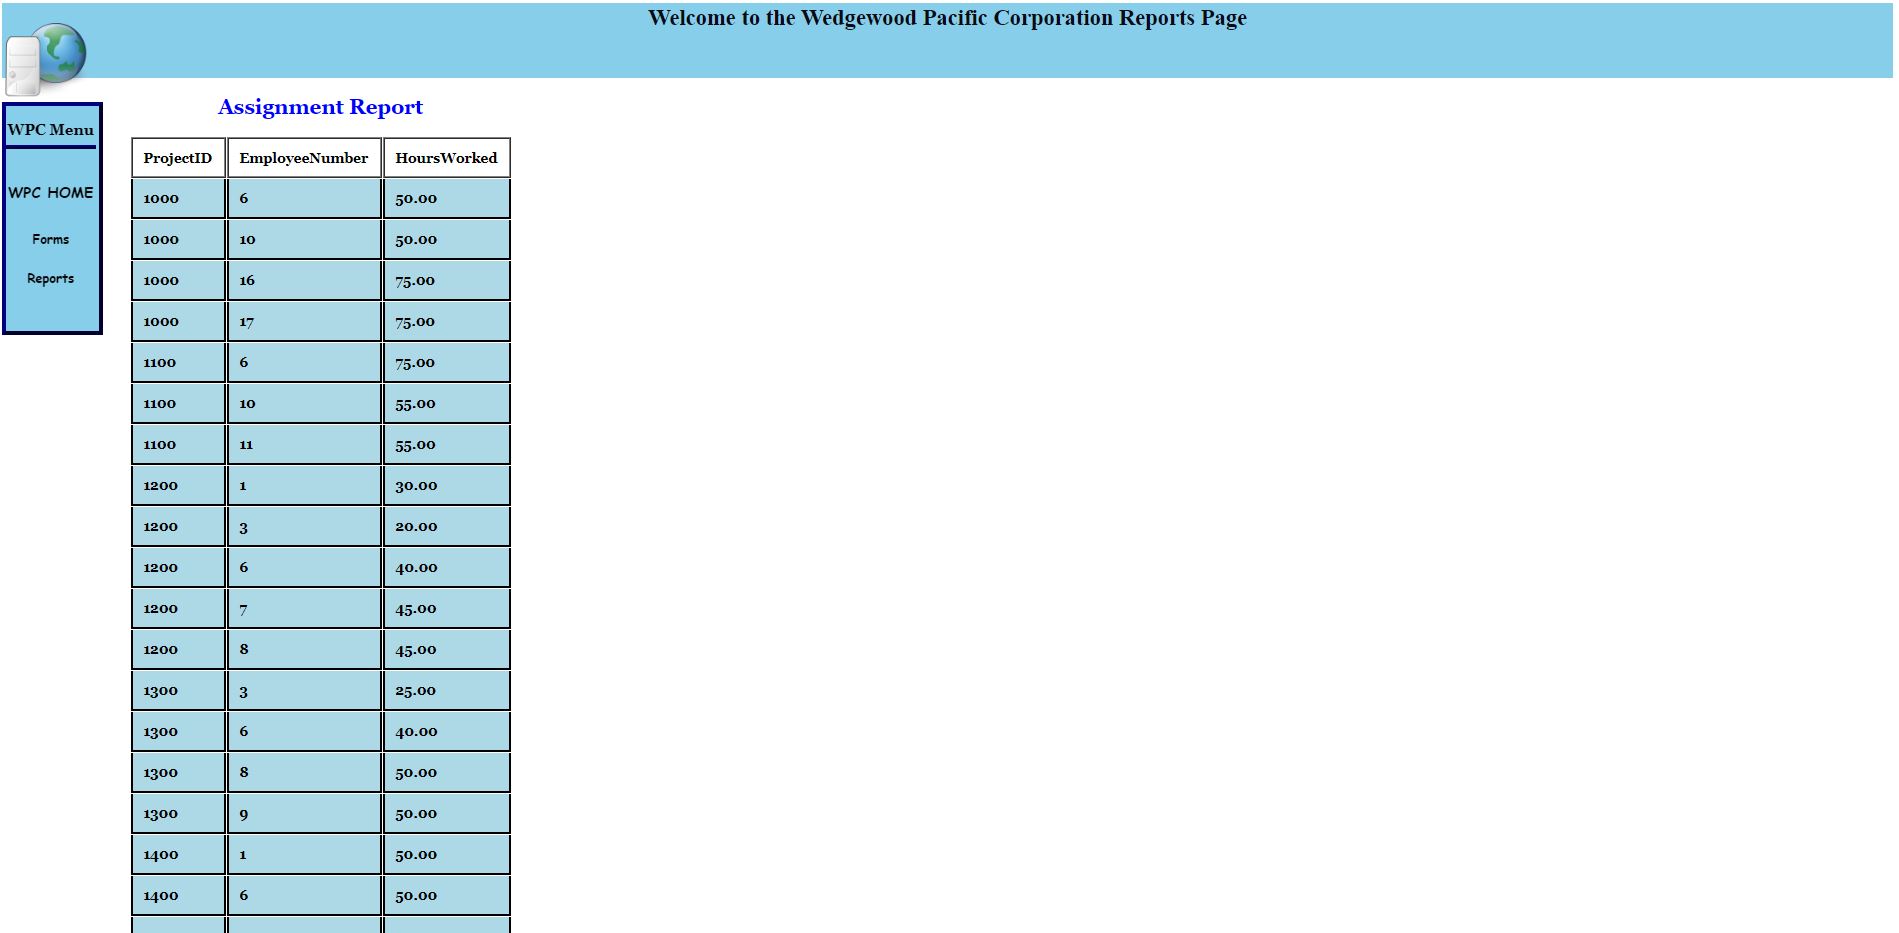 Welcome to the Wedgewood Pacific Corporation Reports Page
WPC Menu
WPC HOME
Forms
Reports
Assignment Report
ProjectID EmployeeNumber HoursWorked
1000 6 50.00
1000 10 50.00
1000 16 75.00
1000 17 75.00
1100 6 75.00
1100 10 55.00
1100 11 55.00
1200 1 30.00
1200 3 20.00
1200 6 40.00
1200 7 45.00
1200 8 45.00
1300 3 25.00
1300 6 40.00
1300 8 50.00
1300 9 50.00
1400 1 50.00
1400 6 50.00